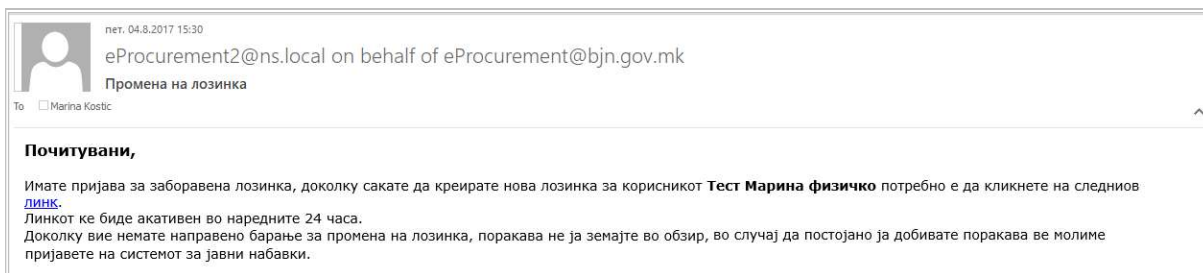 пет. 04.8.2017 15:30
eProcurement2@ns.local on behalf of eProcurement@bjn.gov.mk
Промена на лозинка
To Marina Kostic
Почитувани,
Имате пријава за заборавена лозинка, доколку сакате да креирате нова лозинка за корисникот Тест Марина физичко потребно е да кликнете на следниов
линк.
Линкот ке биде акативен во наредните 24 часа.
Доколку вие немате направено барање за промена на лозинка, поракава не ја земајте во обзир, во случај да постојано ја добивате поракава ве молиме
пријавете на системот за јавни набавки.